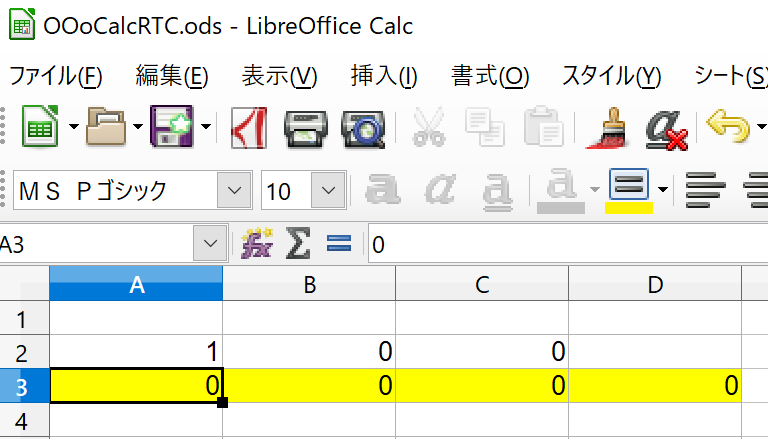 OOoCalcRTC.ods - LibreOffice Calc
ファイル(F) 編集(E) 表示(V) 挿入(I) 書式(O) スタイル(Y) シート(S)
ＭＳ Ｐゴシック 10
A3 0
A B C D
1
2 1 0 0
3 0 0 0 0
4